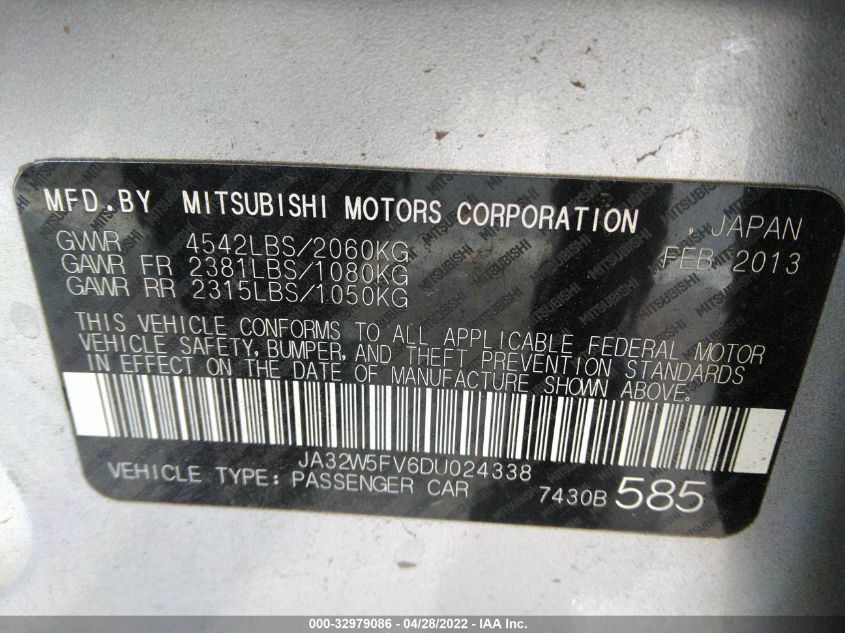 MFD.BY MITSUBISHI MOTORS CORPORATION , JAPAN
GVWR 4542LBS/2060KG FEB 2013
GAWR FR 2381LBS/1080KG
GAWR RR 2315LBS/1050KG
THIS VEHICLE CONFORMS TO ALL APPLICABLE FEDERAL MOTOR
VEHICLE SAFETY, BUMPER, AND THEFT PREVENTION STANDARDS
IN EFFECT ON THE DATE OF MANUFACTURE SHOWN ABOVE.
JA32W5FV6DU024338
VEHICLE TYPE: PASSENGER CAR 7430B 585
000-32979086 - 04/28/2022 - IAA Inc.